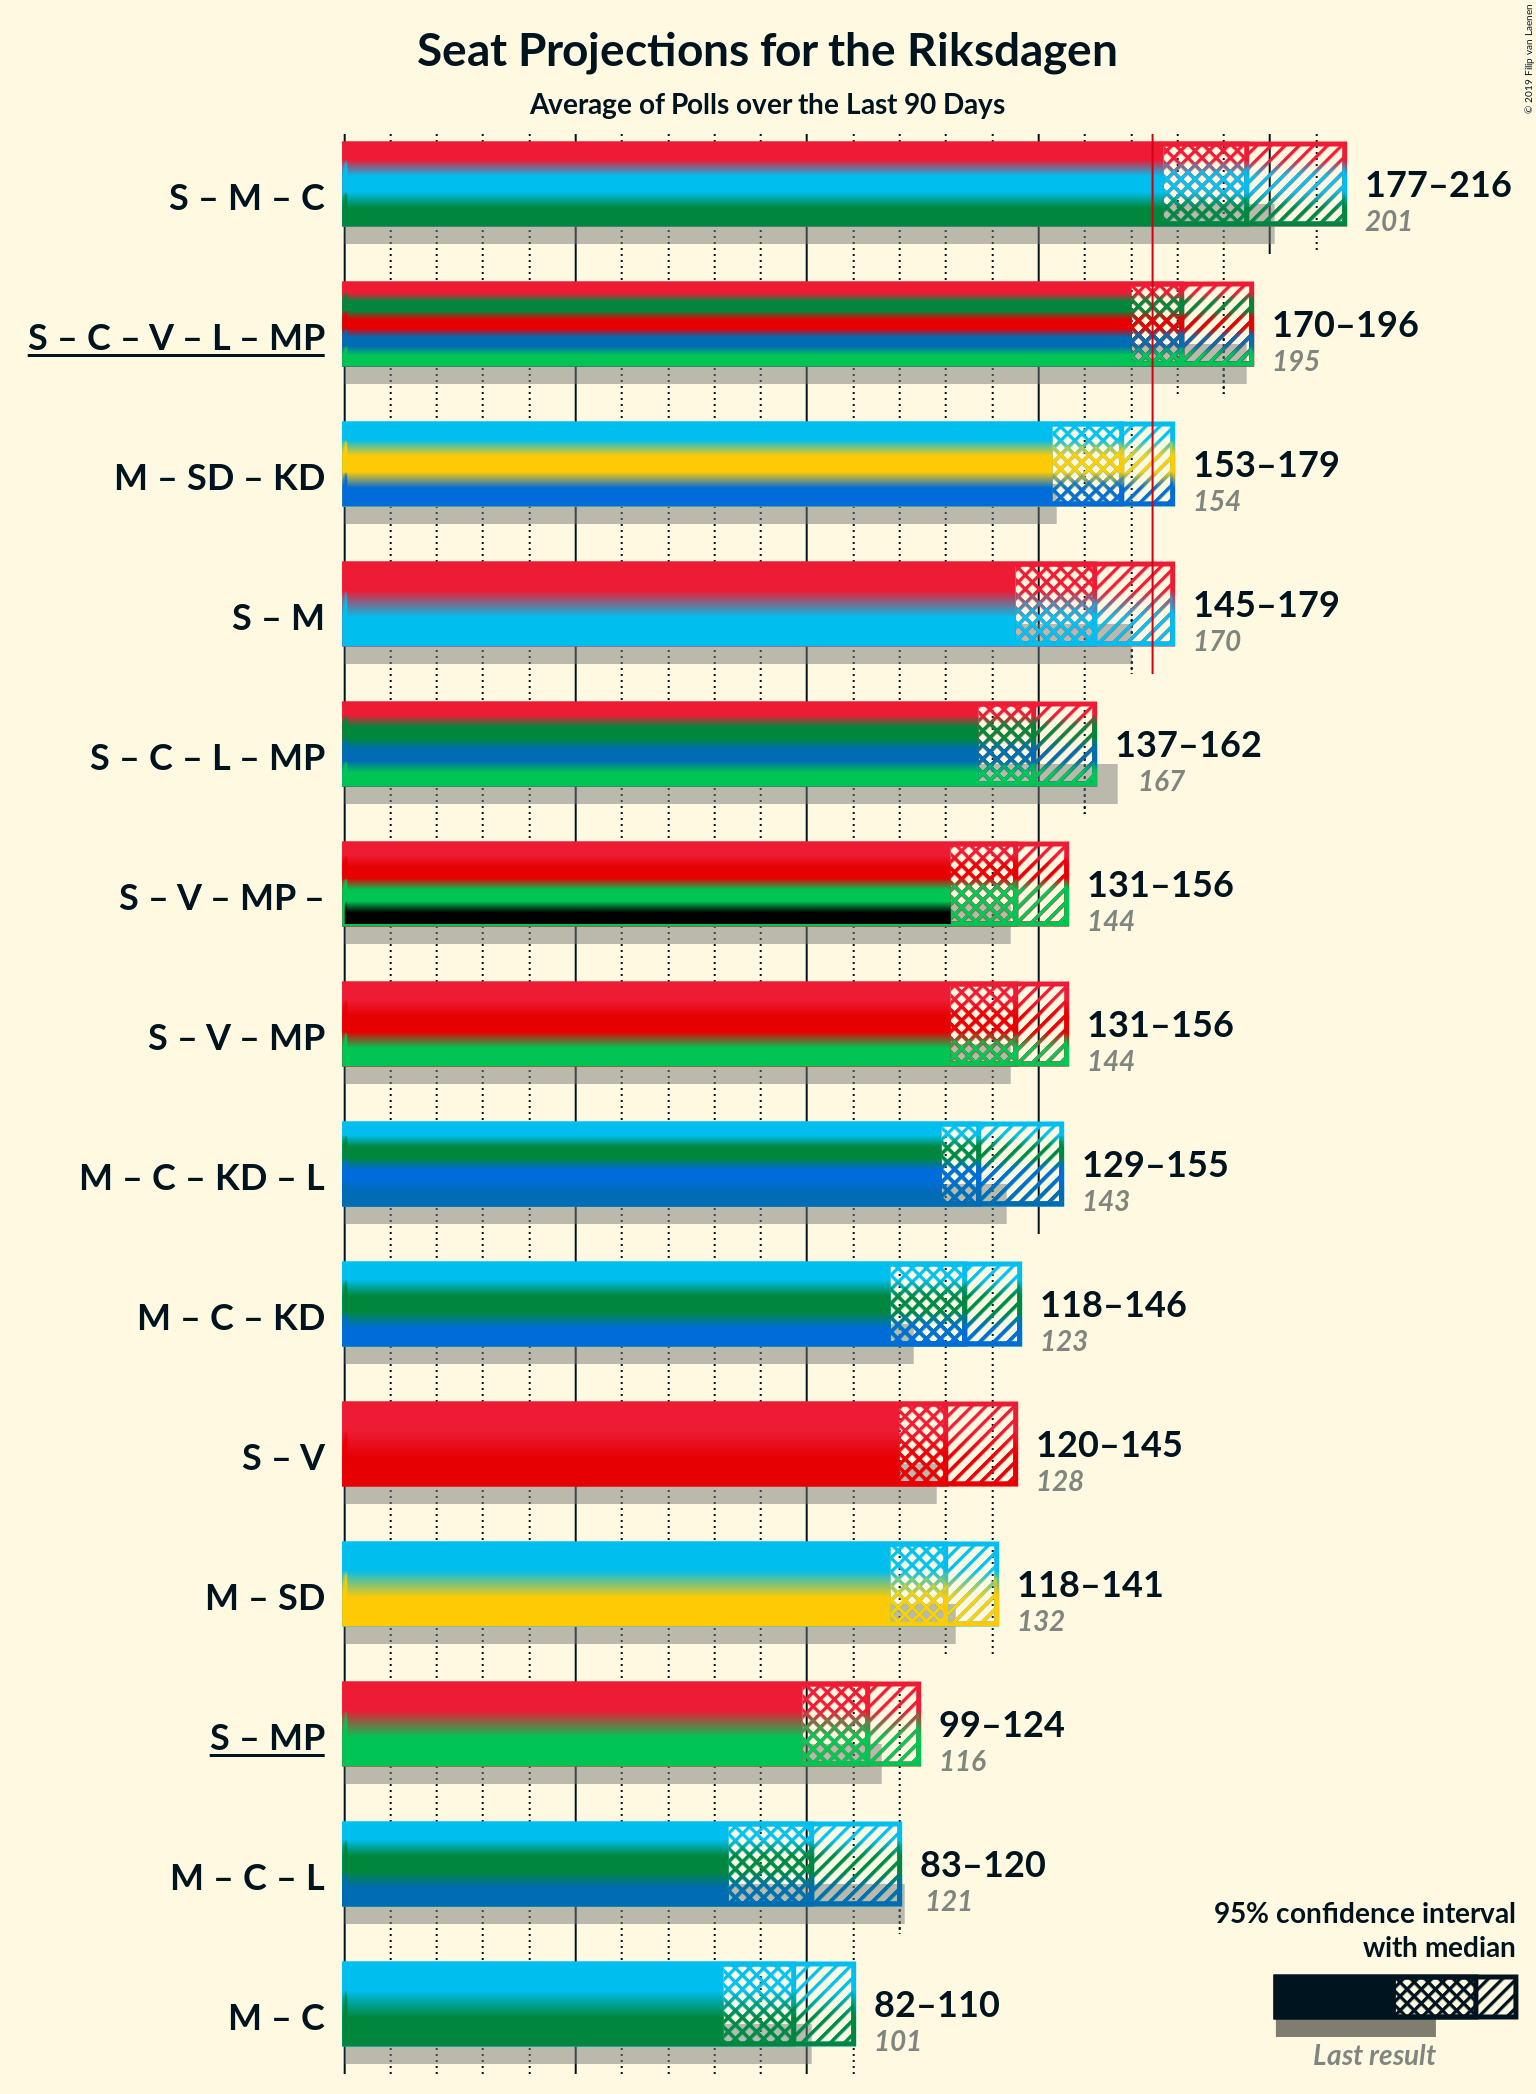 Seat Projections for the Riksdagen
Average of Polls over the Last 90 Days
© 2019 Filip van Laenen
S – M – C
177–216
201
S – C – V – L – MP
170–196
195
M – SD – KD
153–179
154
S – M
145–179
170
S – C – L – MP
137–162
167
S – V – MP –
131–156
144
S – V – MP
131–156
144
M – C – KD – L
129–155
143
M – C – KD
118–146
123
S – V
120–145
128
M – SD
118–141
132
S – MP
99–124
116
M – C – L
83–120
121
M – C
82–110
101
95% confidence interval
with median
Last result